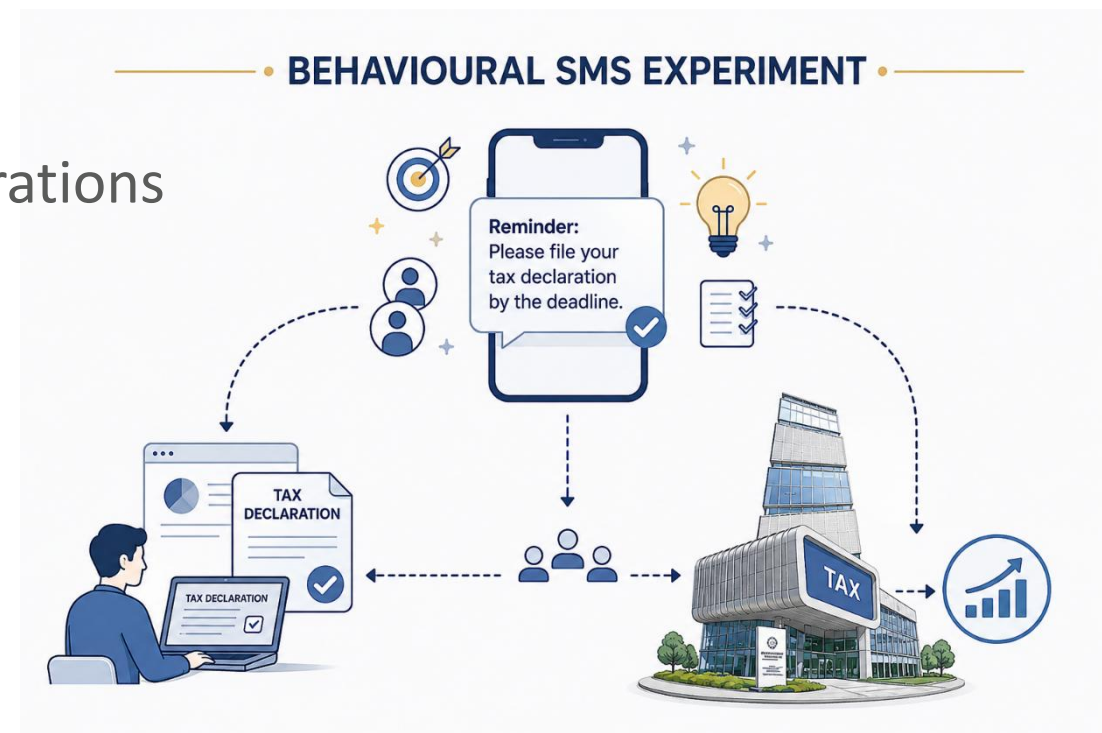 BEHAVIOURAL SMS EXPERIMENT
rations
Reminder:
Please file your
tax declaration
by the deadline.
TAX
DECLARATION
TAX DECLARATION
TAX